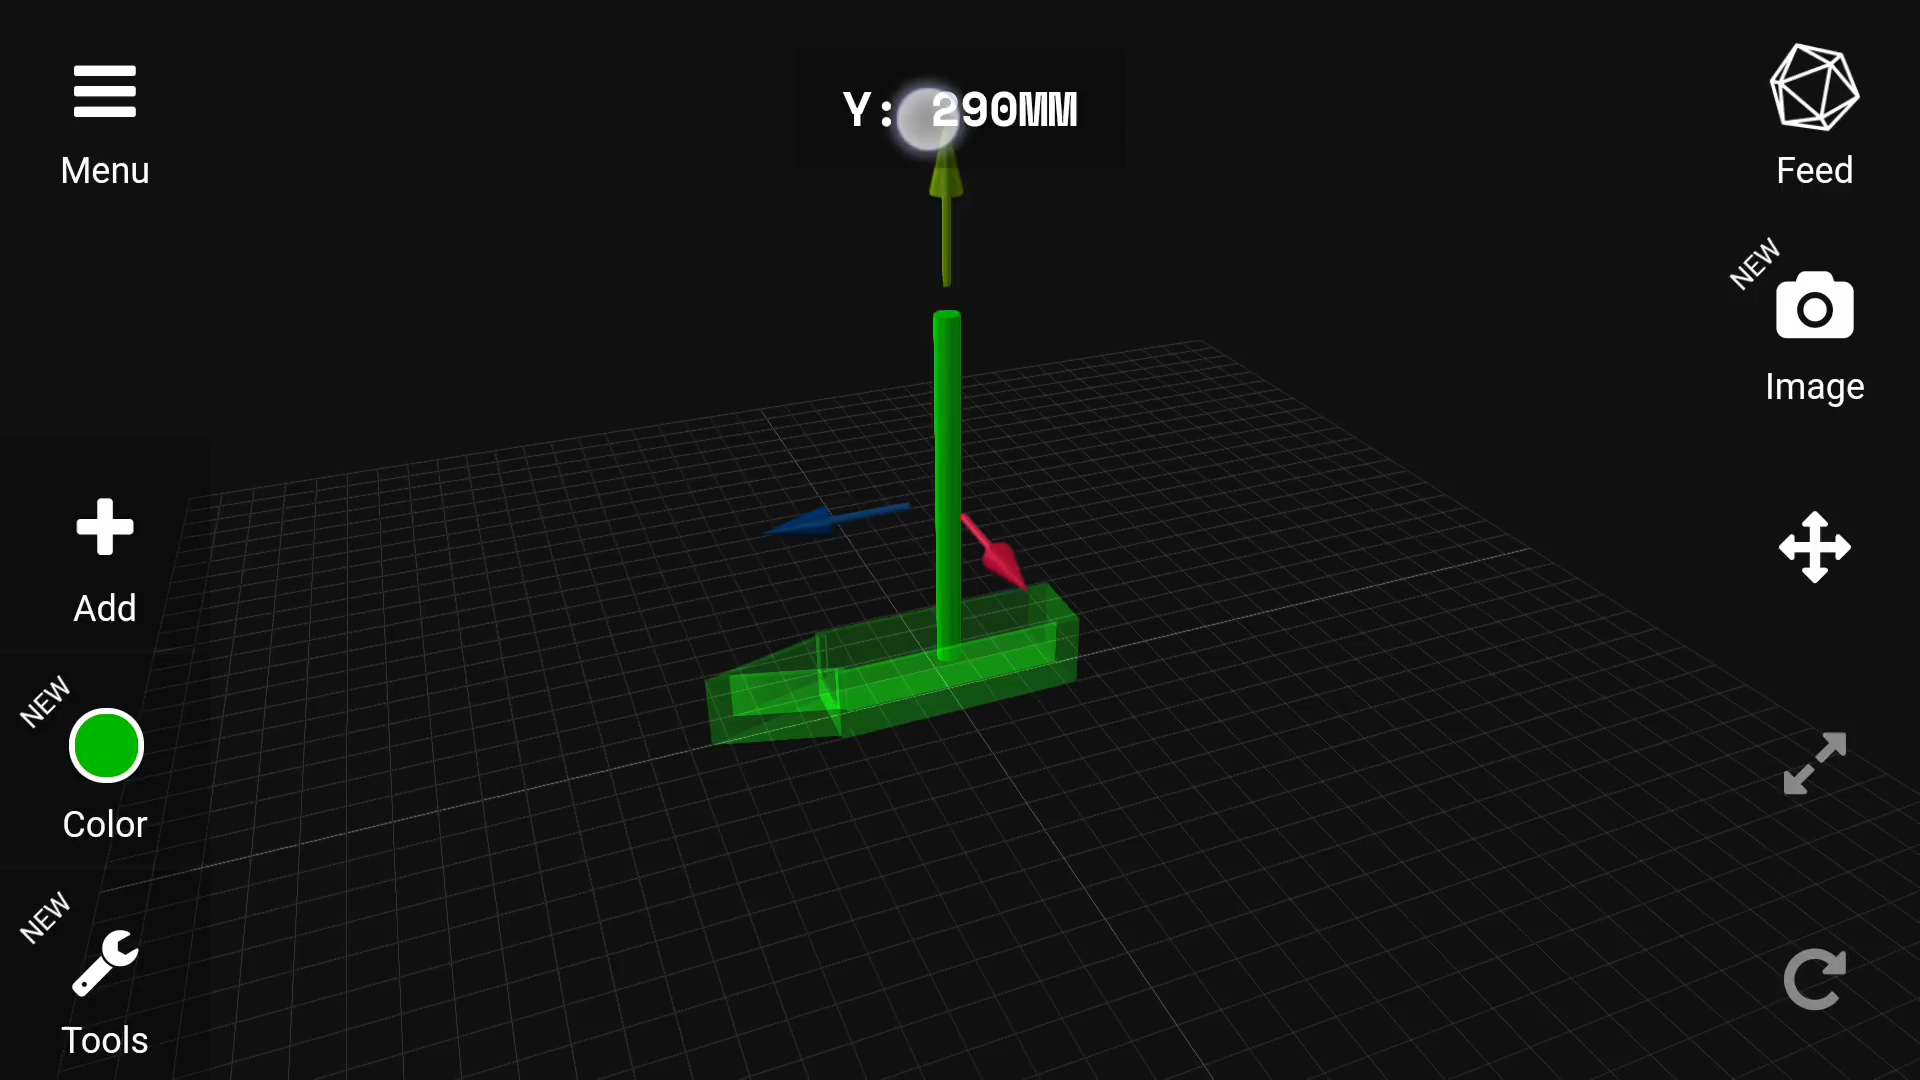 Menu
Y: 290MM
Feed
NEW
Image
Add
NEW
Color
NEW
Tools